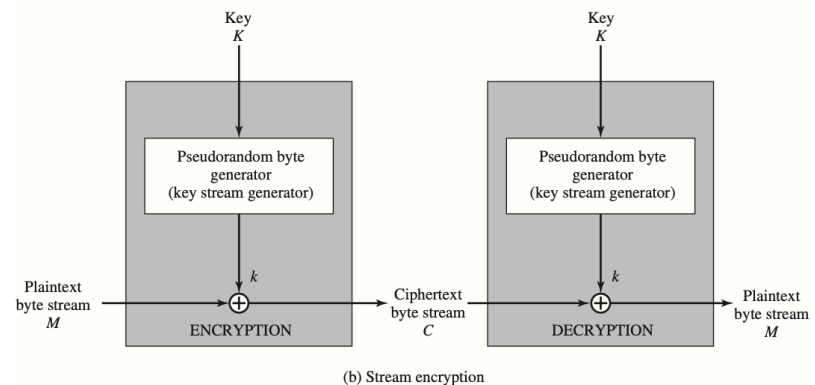 Key
K
Pseudorandom byte
generator
(key stream generator)
k
Plaintext
byte stream
M
ENCRYPTION
Ciphertext
byte stream
C
Key
K
Pseudorandom byte
generator
(key stream generator)
k
DECRYPTION
Plaintext
byte stream
M
(b) Stream encryption